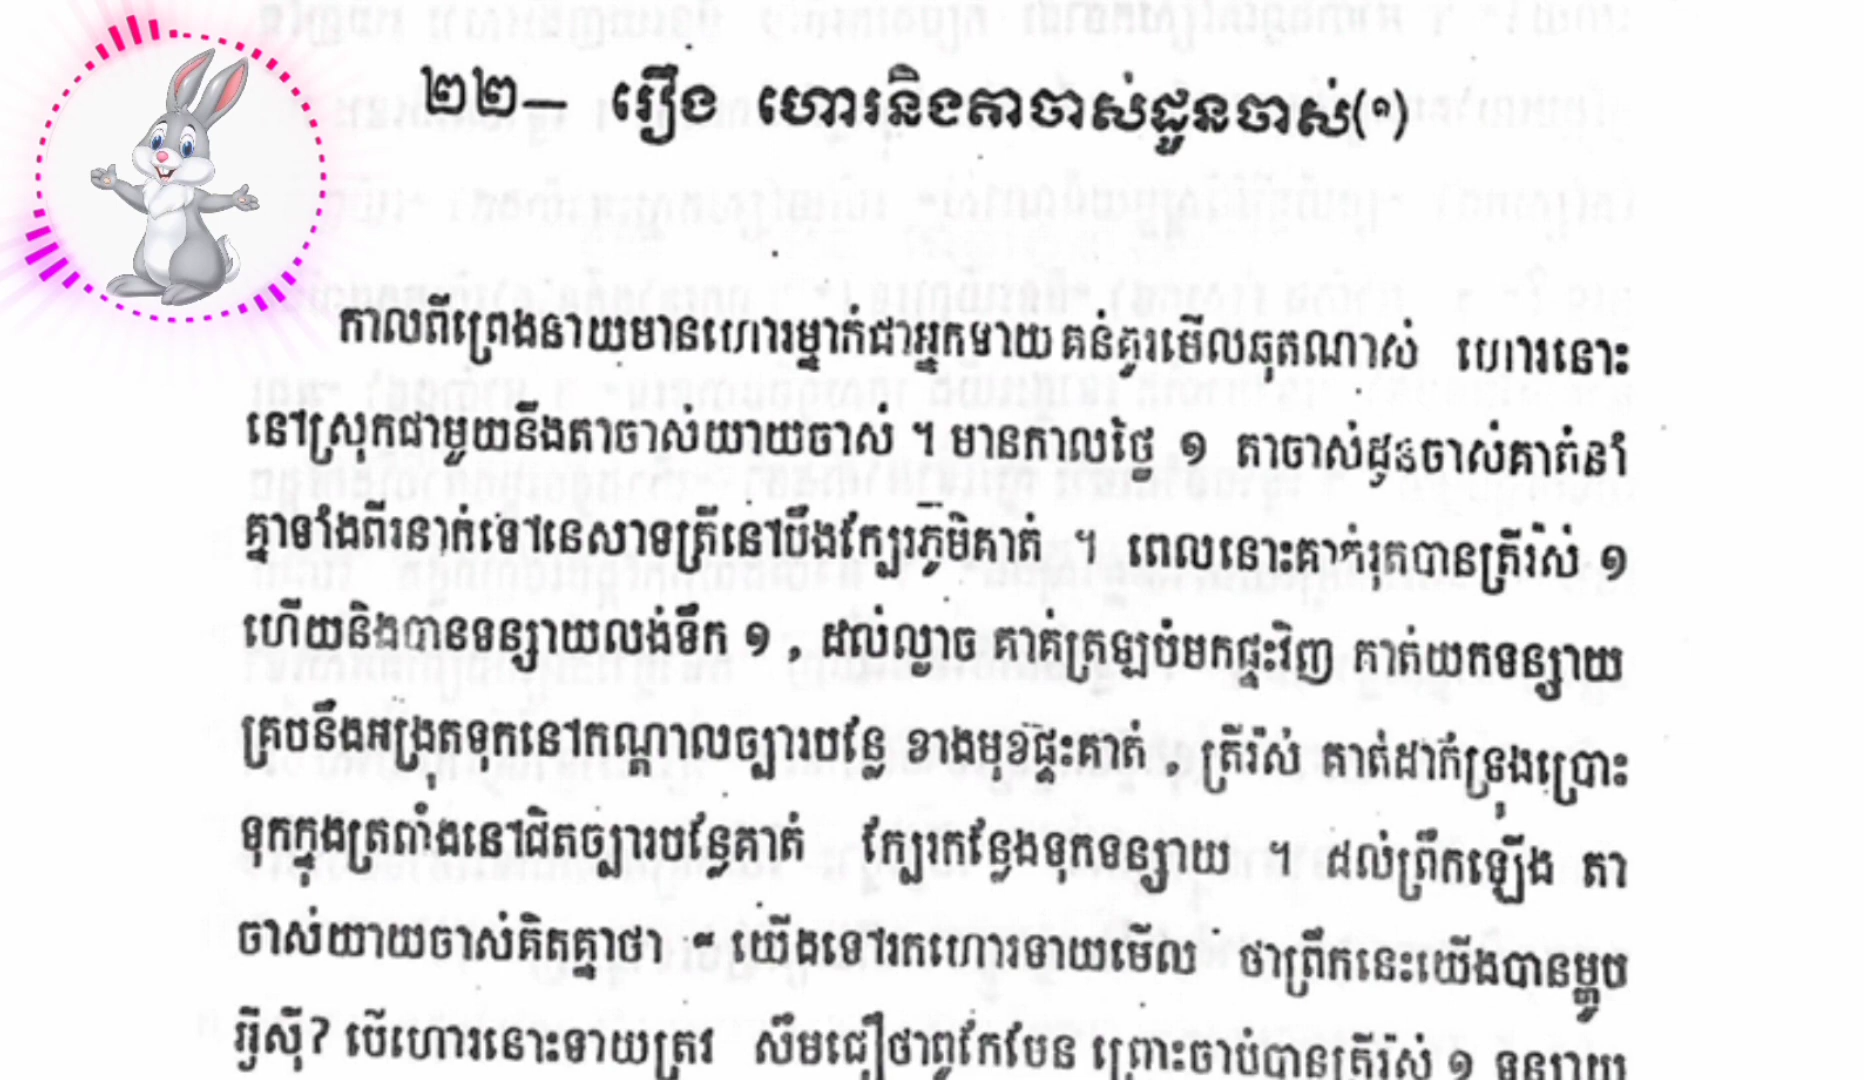 ២២— រឿង ហោរនិងតាចាស់ដូនចាស់(១)
កាលពីព្រេងនាយមានហោរម្នាក់ជាអ្នកទាយគន់គូរមើលឆុតណាស់ ហោរនោះ
នៅស្រុកជាមួយនឹងតាចាស់យាយចាស់ ។ មានកាលថ្ងៃ ១ តាចាស់ដូនចាស់គាត់នាំ
គ្នាទាំងពីរនាក់ទៅនេសាទត្រីនៅបឹងក្បែរភូមិគាត់ ។ ពេលនោះគាត់រុតបានត្រីរ៉ស់ ១
ហើយនិងបានទន្សាយលង់ទឹក ១ , ដល់ល្ងាច គាត់ត្រឡប់មកផ្ទះវិញ គាត់យកទន្សាយ
គ្របនឹងអង្រុតទុកនៅកណ្ដាលច្បារបន្លែ ខាងមុខផ្ទះគាត់ , ត្រីរ៉ស់ គាត់ដាក់ទ្រុងប្រោះ
ទុកក្នុងត្រពាំងនៅជិតច្បារបន្លែគាត់ ក្បែរកន្លែងទុកទន្សាយ ។ ដល់ព្រឹកឡើង តា
ចាស់យាយចាស់គិតគ្នាថា “ យើងទៅរកហោរទាយមើល ថាព្រឹកនេះយើងបានម្ហូប
អ្វីស៊ី? បើហោរនោះទាយត្រូវ សឹមជឿថាពូកែមែន ព្រោះចាប់បានត្រីរ៉ស់ ១ ទន្សាយ